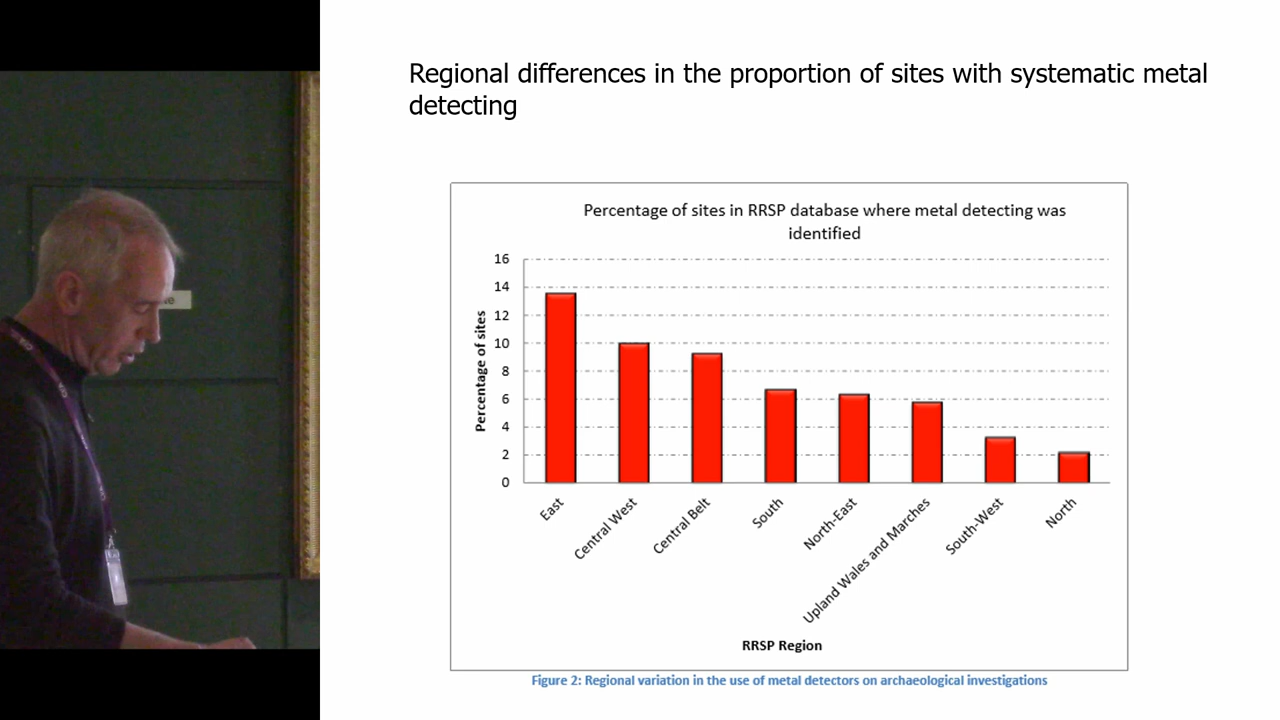 Regional differences in the proportion of sites with systematic metal
detecting
Percentage of sites in RRSP database where metal detecting was
identified
Percentage of sites
16
14
12
10
8
6
4
2
0
East
Central West
Central Belt
South
North-East
Upland Wales and Marches
South-West
North
RRSP Region
Figure 2: Regional variation in the use of metal detectors on archaeological investigations